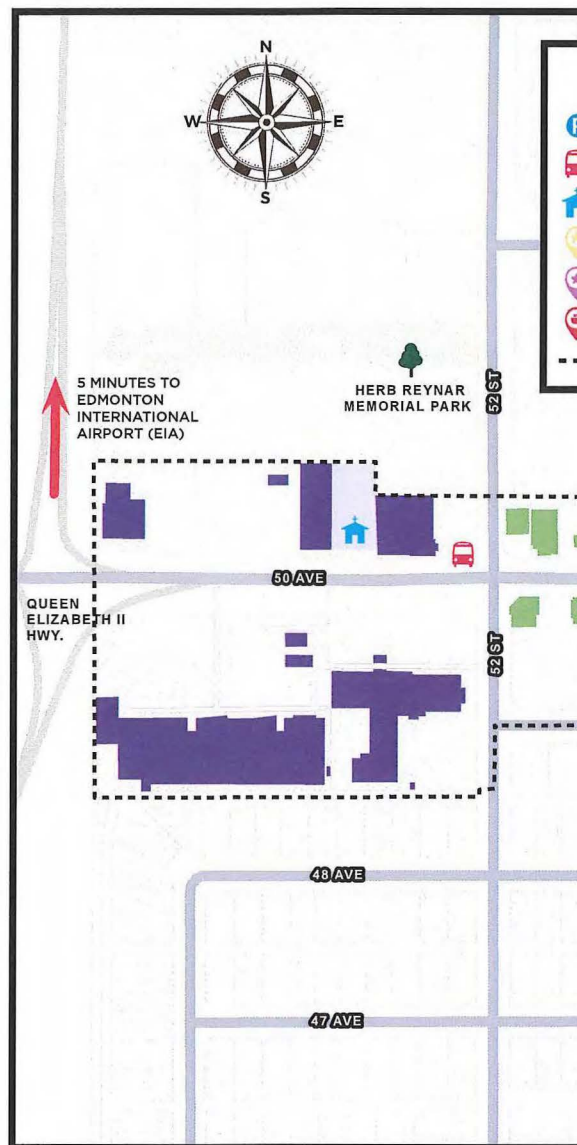 N
W
E
S
5 MINUTES TO
EDMONTON
INTERNATIONAL
AIRPORT (EIA)
HERB REYNAR
MEMORIAL PARK
52 ST
50 AVE
QUEEN
ELIZABETH II
HWY.
52 ST
48 AVE
47 AVE